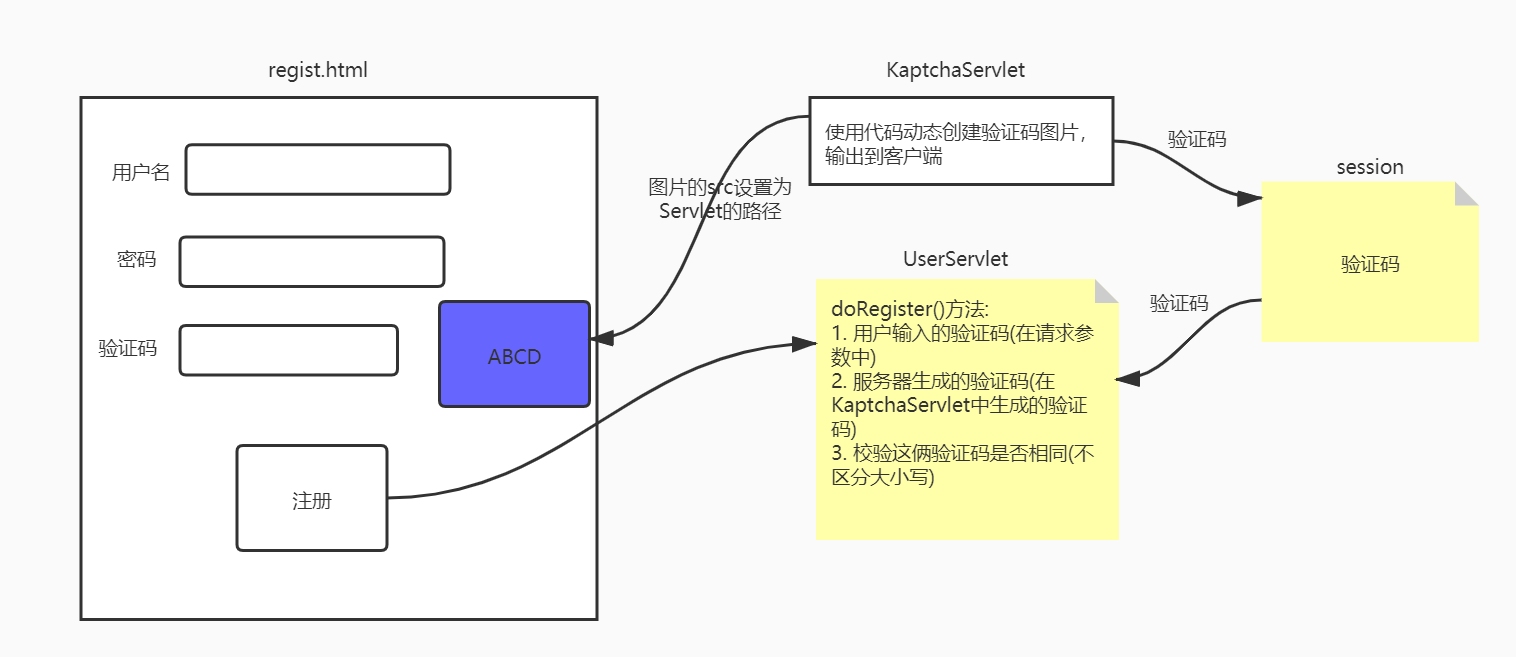 regist.html
用户名
密码
验证码
ABCD
注册
图片的src设置为
Servlet的路径
KaptchaServlet
使用代码动态创建验证码图片，
输出到客户端
验证码
session
验证码
验证码
UserServlet
doRegister()方法:
1. 用户输入的验证码(在请求参
数中)
2. 服务器生成的验证码(在
KaptchaServlet中生成的验证
码)
3. 校验这俩验证码是否相同(不
区分大小写)